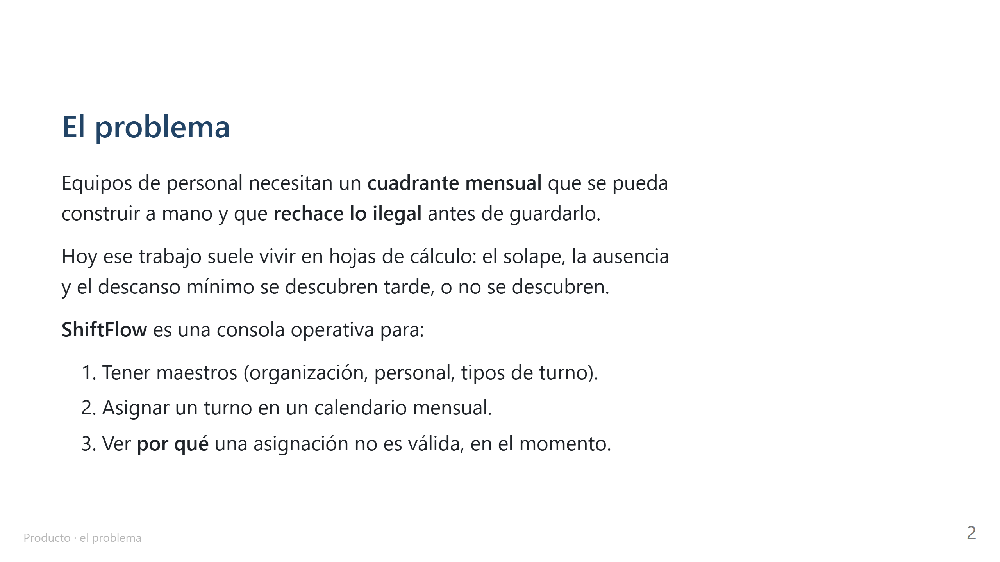 El problema
Equipos de personal necesitan un cuadrante mensual que se pueda
construir a mano y que rechace lo ilegal antes de guardarlo.
Hoy ese trabajo suele vivir en hojas de cálculo: el solape, la ausencia
y el descanso mínimo se descubren tarde, o no se descubren.
ShiftFlow es una consola operativa para:
1. Tener maestros (organización, personal, tipos de turno).
2. Asignar un turno en un calendario mensual.
3. Ver por qué una asignación no es válida, en el momento.
Producto · el problema
2